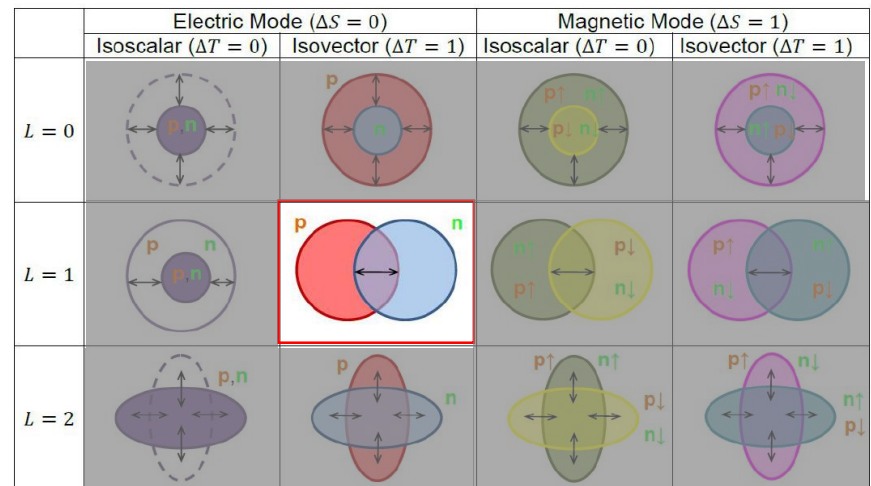 Electric Mode (ΔS = 0) Magnetic Mode (ΔS = 1)
Isoscalar (ΔT = 0) Isovector (ΔT = 1) Isoscalar (ΔT = 0) Isovector (ΔT = 1)
p p↑ n↑ p↑ n↓
L = 0 p,n n p↓ n↓ n↑ p↓
p n p n n↑ p↓ p↑ n↑
L = 1 p,n
p↑ n↓ n↓ p↓
p,n p p↑ n↑ p↑ n↓
L = 2 n p↓ n↑
n↓ p↓